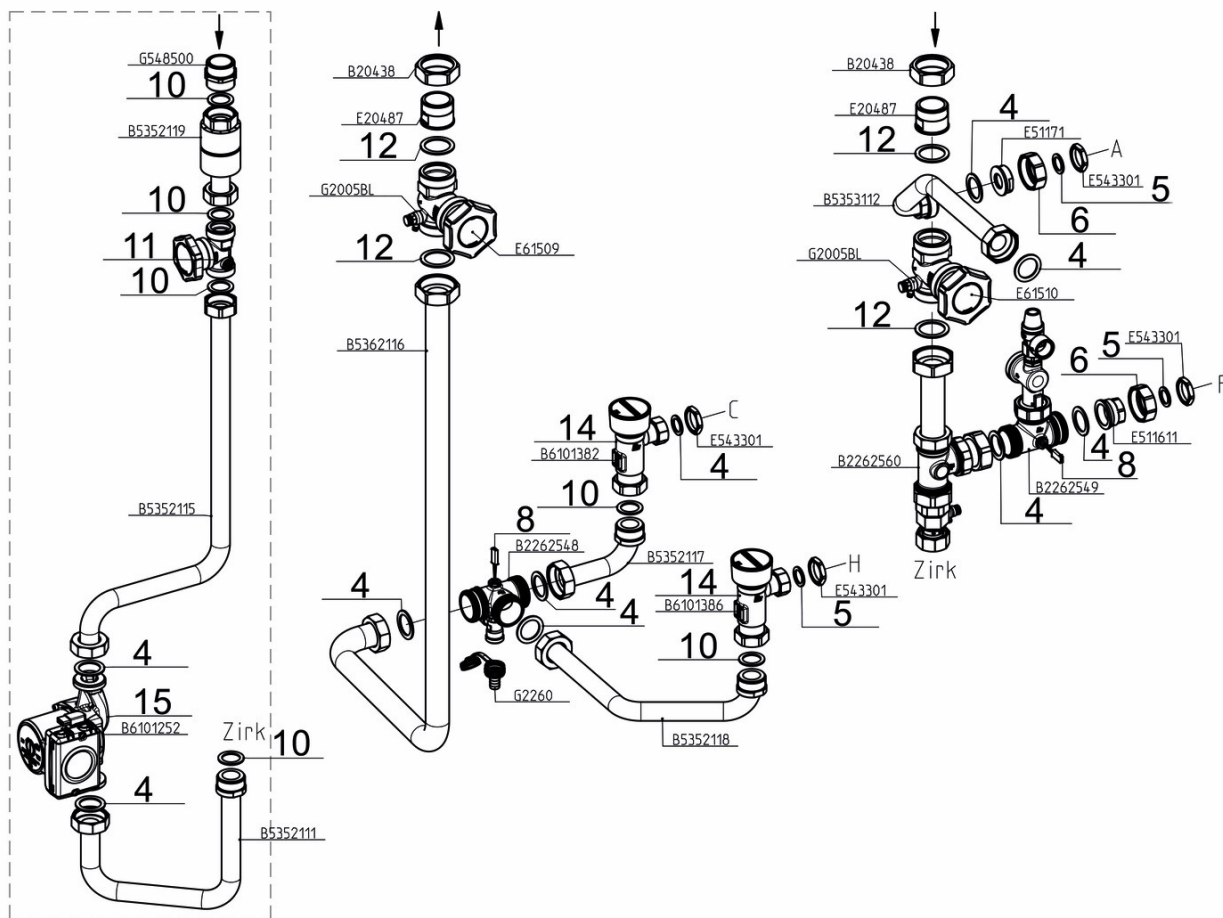 G548500
10
B5352119
10
11
10
B5352115
4
15
B6101252
Zirk
10
4
B5352111
B20438
E20487
12
G2005BL
E61509
12
B5362116
C
14
E543301
B6101382
4
10
8
B2262548
B5352117
4
4
4
H
14
E543301
B6101386
5
10
G2260
B5352118
B20438
E20487
4
12
E51171
A
E543301
5
B5353112
6
G2005BL
4
E61510
12
E543301
5
6
4
E511611
8
B2262560
B2262549
4
Zirk